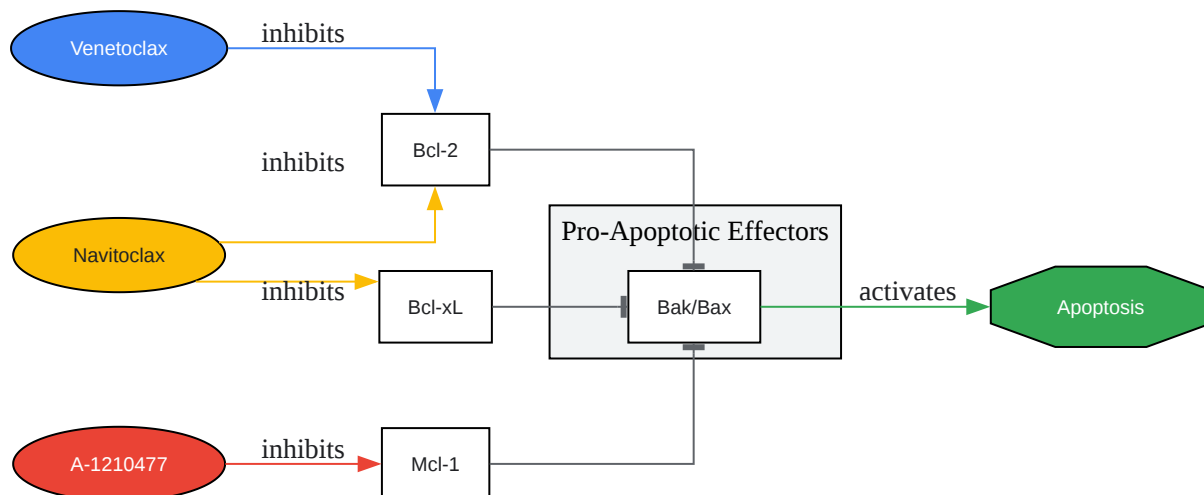 Venetoclax
inhibits
Bcl-2
inhibits
Pro-Apoptotic Effectors
Navitoclax
inhibits
Bcl-xL
Bak/Bax
activates
Apoptosis
A-1210477
inhibits
Mcl-1